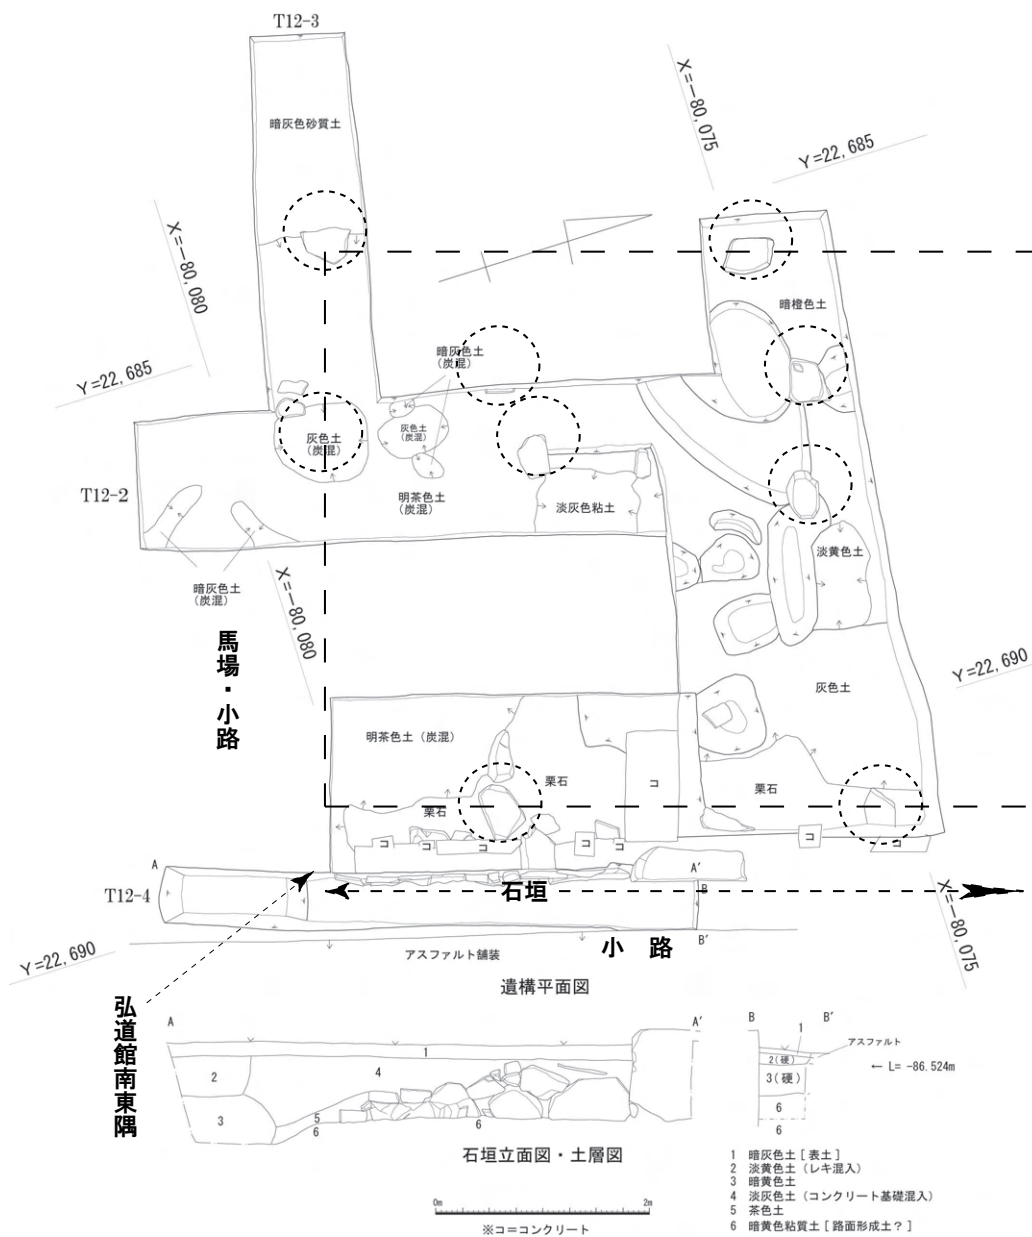 T12-3
暗灰色砂質土
X=-80,075
Y=22,685
X=-80,080
Y=22,685
暗橙色土
暗灰色土
(炭混)
灰色土
(炭混)
灰色土
(炭混)
T12-2
明茶色土
(炭混)
淡灰色粘土
淡黄色土
暗灰色土
(炭混)
X=-80,080
馬場・小路
Y=22,690
灰色土
明茶色土（炭混）
栗石
コ
栗石
栗石
コ
コ
コ
コ
コ
コ
コ
A
A′
T12-4
石垣
B
B′
小　路
X=-80,075
Y=22,690
アスファルト舗装
遺構平面図
弘道館南東隅
A
A′
B
B′
1
アスファルト
1
2(硬)
← L= -86.524m
2
4
3(硬)
3
5
6
6
6
6
石垣立面図・土層図
1 暗灰色土 [ 表土 ]
2 淡黄色土（レキ混入）
3 暗黄色土
4 淡灰色土（コンクリート基礎混入）
5 茶色土
6 暗黄色粘質土 [ 路面形成土？ ]
0m 2m
※コ＝コンクリート